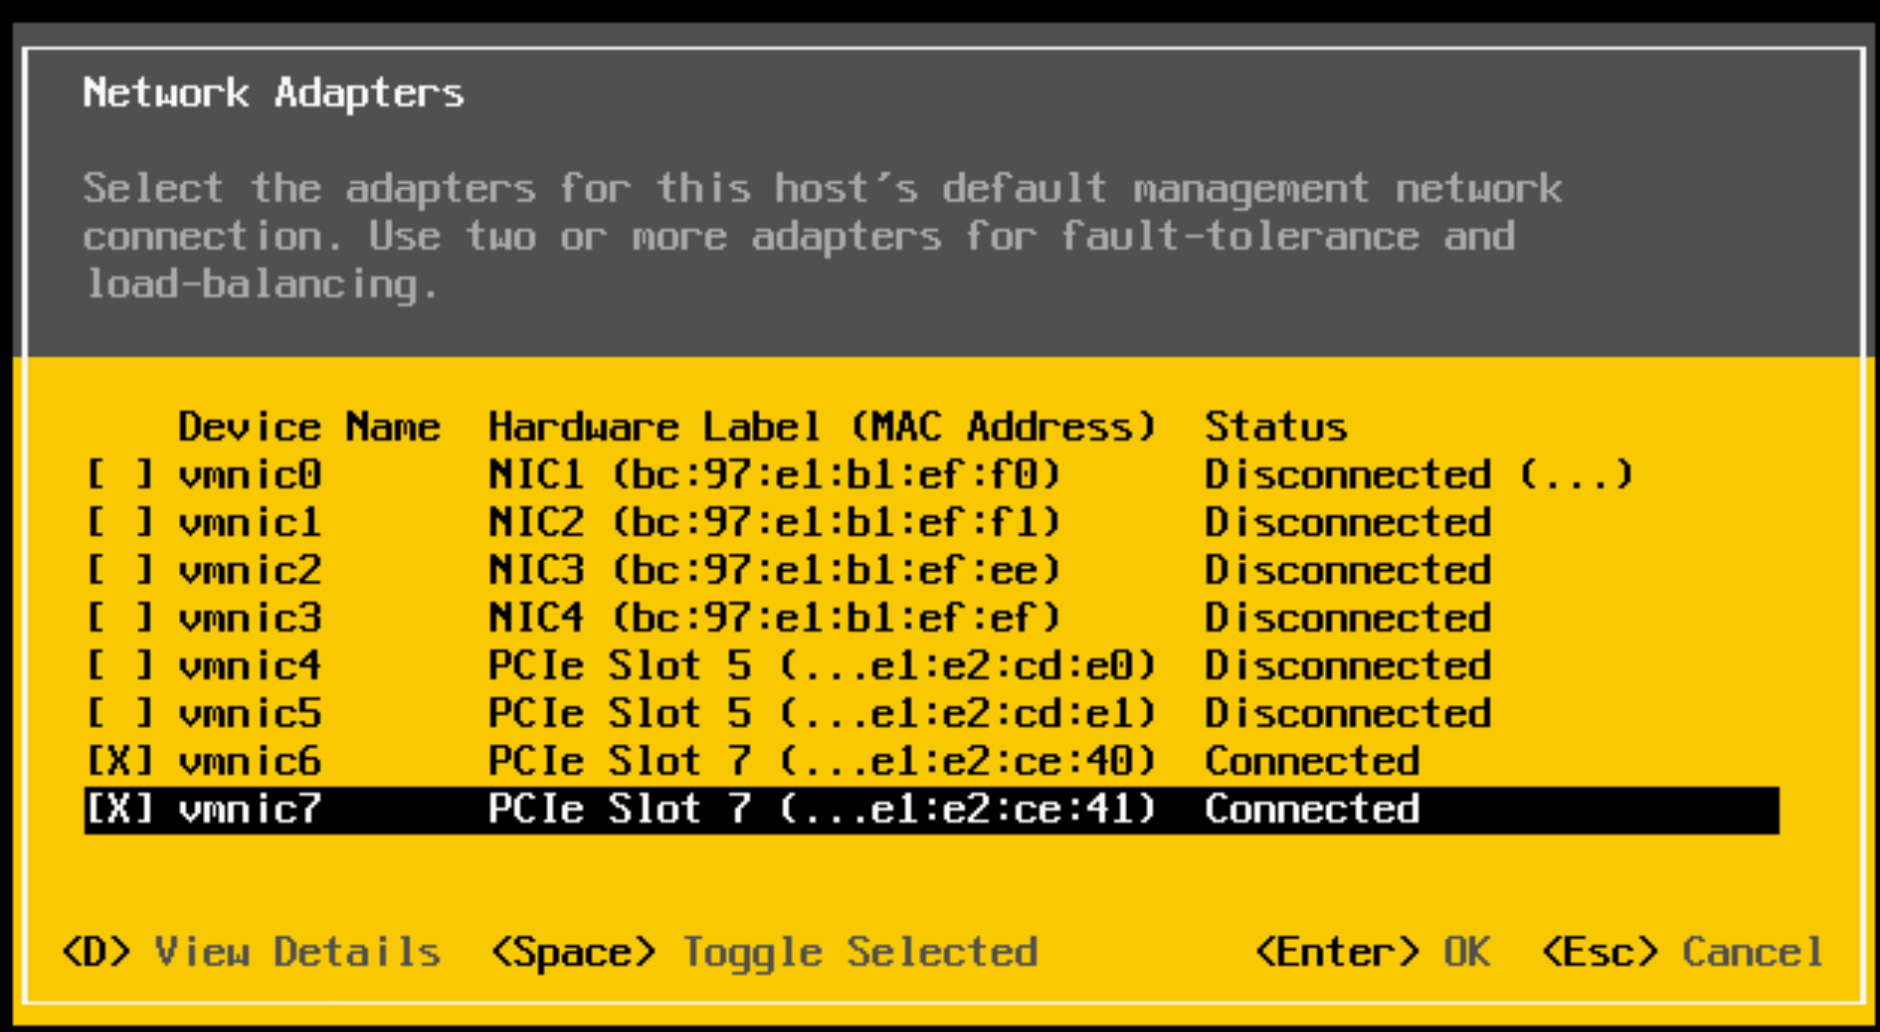 Network Adapters
Select the adapters for this host's default management network
connection. Use two or more adapters for fault-tolerance and
load-balancing.
Device Name Hardware Label (MAC Address) Status
[ ] vmnic0 NIC1 (bc:97:e1:b1:ef:f0) Disconnected (...)
[ ] vmnic1 NIC2 (bc:97:e1:b1:ef:f1) Disconnected
[ ] vmnic2 NIC3 (bc:97:e1:b1:ef:ee) Disconnected
[ ] vmnic3 NIC4 (bc:97:e1:b1:ef:ef) Disconnected
[ ] vmnic4 PCIe Slot 5 (...e1:e2:cd:e0) Disconnected
[ ] vmnic5 PCIe Slot 5 (...e1:e2:cd:e1) Disconnected
[X] vmnic6 PCIe Slot 7 (...e1:e2:ce:40) Connected
[X] vmnic7 PCIe Slot 7 (...e1:e2:ce:41) Connected
<D> View Details <Space> Toggle Selected <Enter> OK <Esc> Cancel